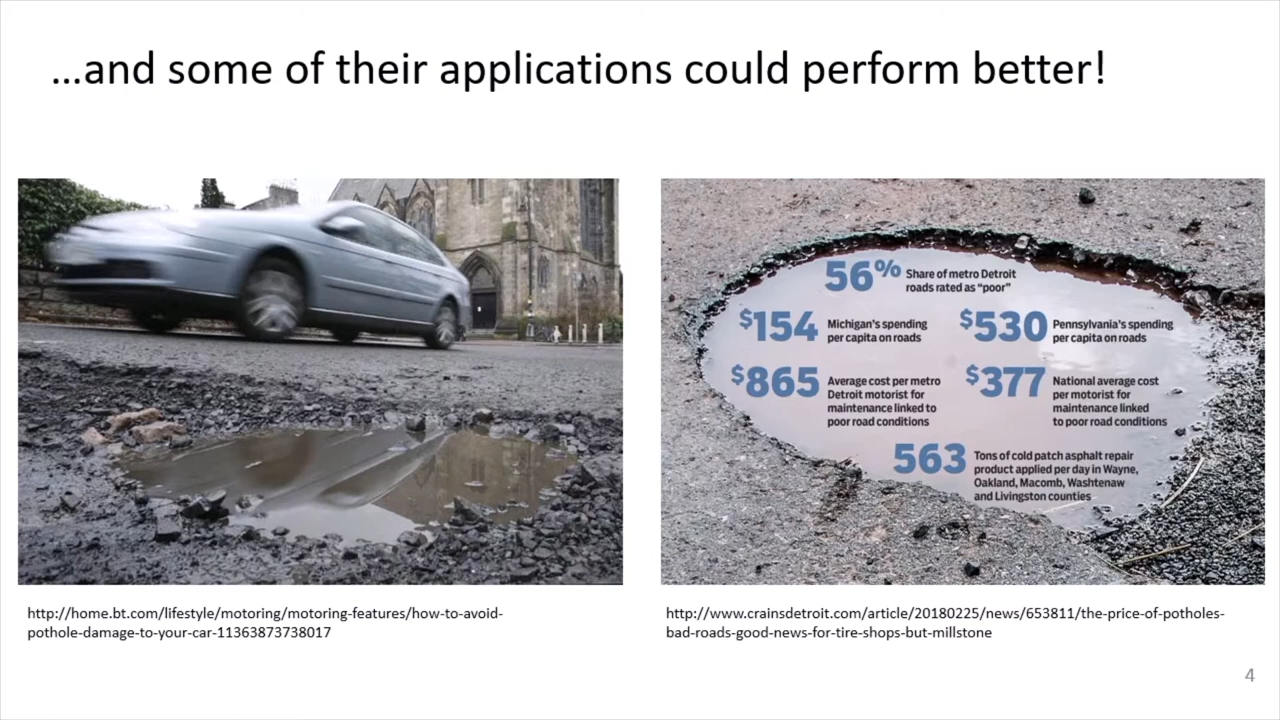 ...and some of their applications could perform better!
56% Share of metro Detroit
roads rated as “poor”
$154 Michigan's spending
per capita on roads
$530 Pennsylvania's spending
per capita on roads
$865 Average cost per metro
Detroit motorist for
maintenance linked to
poor road conditions
$377 National average cost
per motorist for
maintenance linked
to poor road conditions
563 Tons of cold patch asphalt repair
product applied per day in Wayne,
Oakland, Macomb, Washtenaw
and Livingston counties
http://home.bt.com/lifestyle/motoring/motoring-features/how-to-avoid-
pothole-damage-to-your-car-11363873738017
http://www.crainsdetroit.com/article/20180225/news/653811/the-price-of-potholes-
bad-roads-good-news-for-tire-shops-but-millstone
4